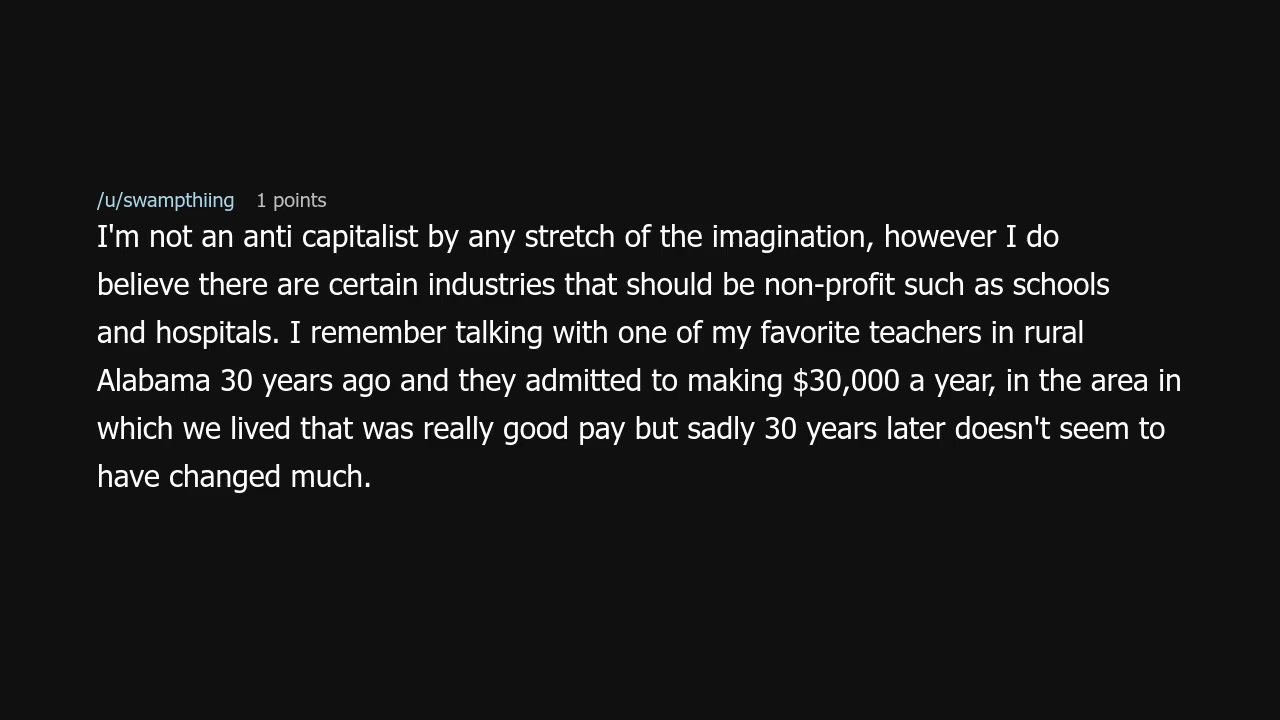 /u/swampthiing 1 points
I'm not an anti capitalist by any stretch of the imagination, however I do
believe there are certain industries that should be non-profit such as schools
and hospitals. I remember talking with one of my favorite teachers in rural
Alabama 30 years ago and they admitted to making $30,000 a year, in the area in
which we lived that was really good pay but sadly 30 years later doesn't seem to
have changed much.